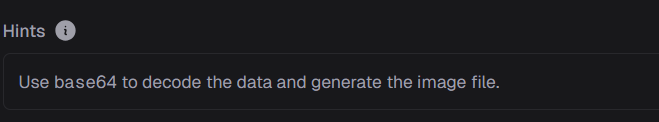 Hints
Use base64 to decode the data and generate the image file.